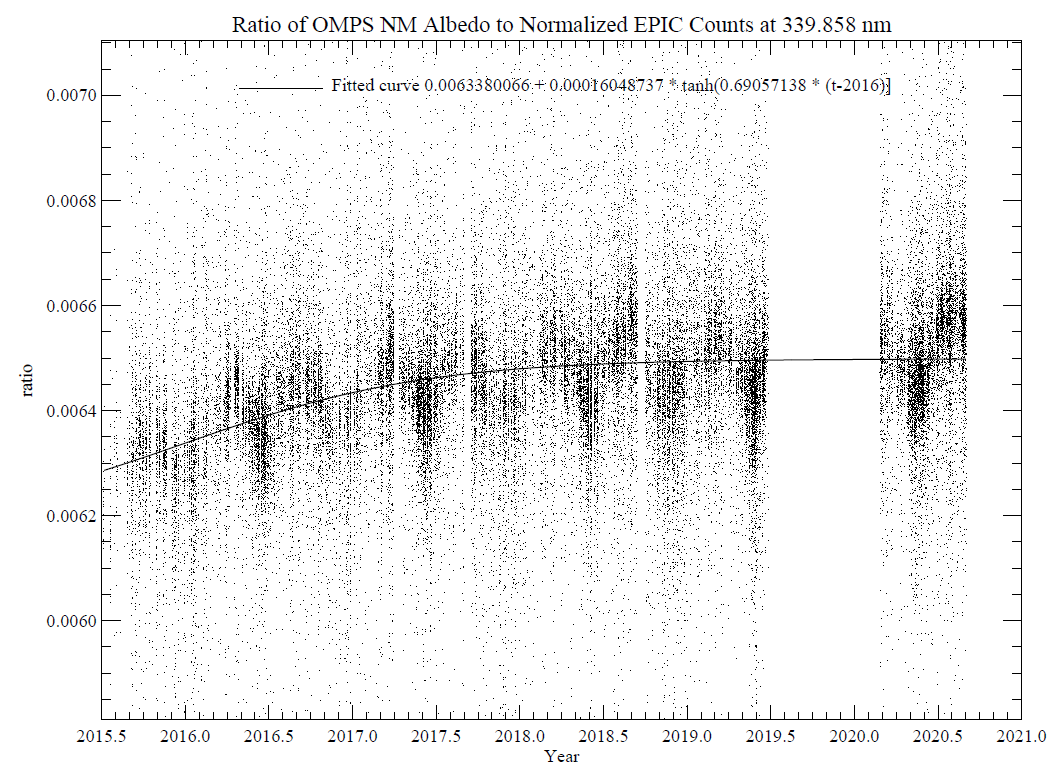 Ratio of OMPS NM Albedo to Normalized EPIC Counts at 339.858 nm
Fitted curve 0.0063380066 + 0.00016048737 * tanh(0.69057138 * (t-2016)]
0.0070
0.0068
0.0066
0.0064
0.0062
0.0060
ratio
2015.5 2016.0 2016.5 2017.0 2017.5 2018.0 2018.5 2019.0 2019.5 2020.0 2020.5 2021.0
Year